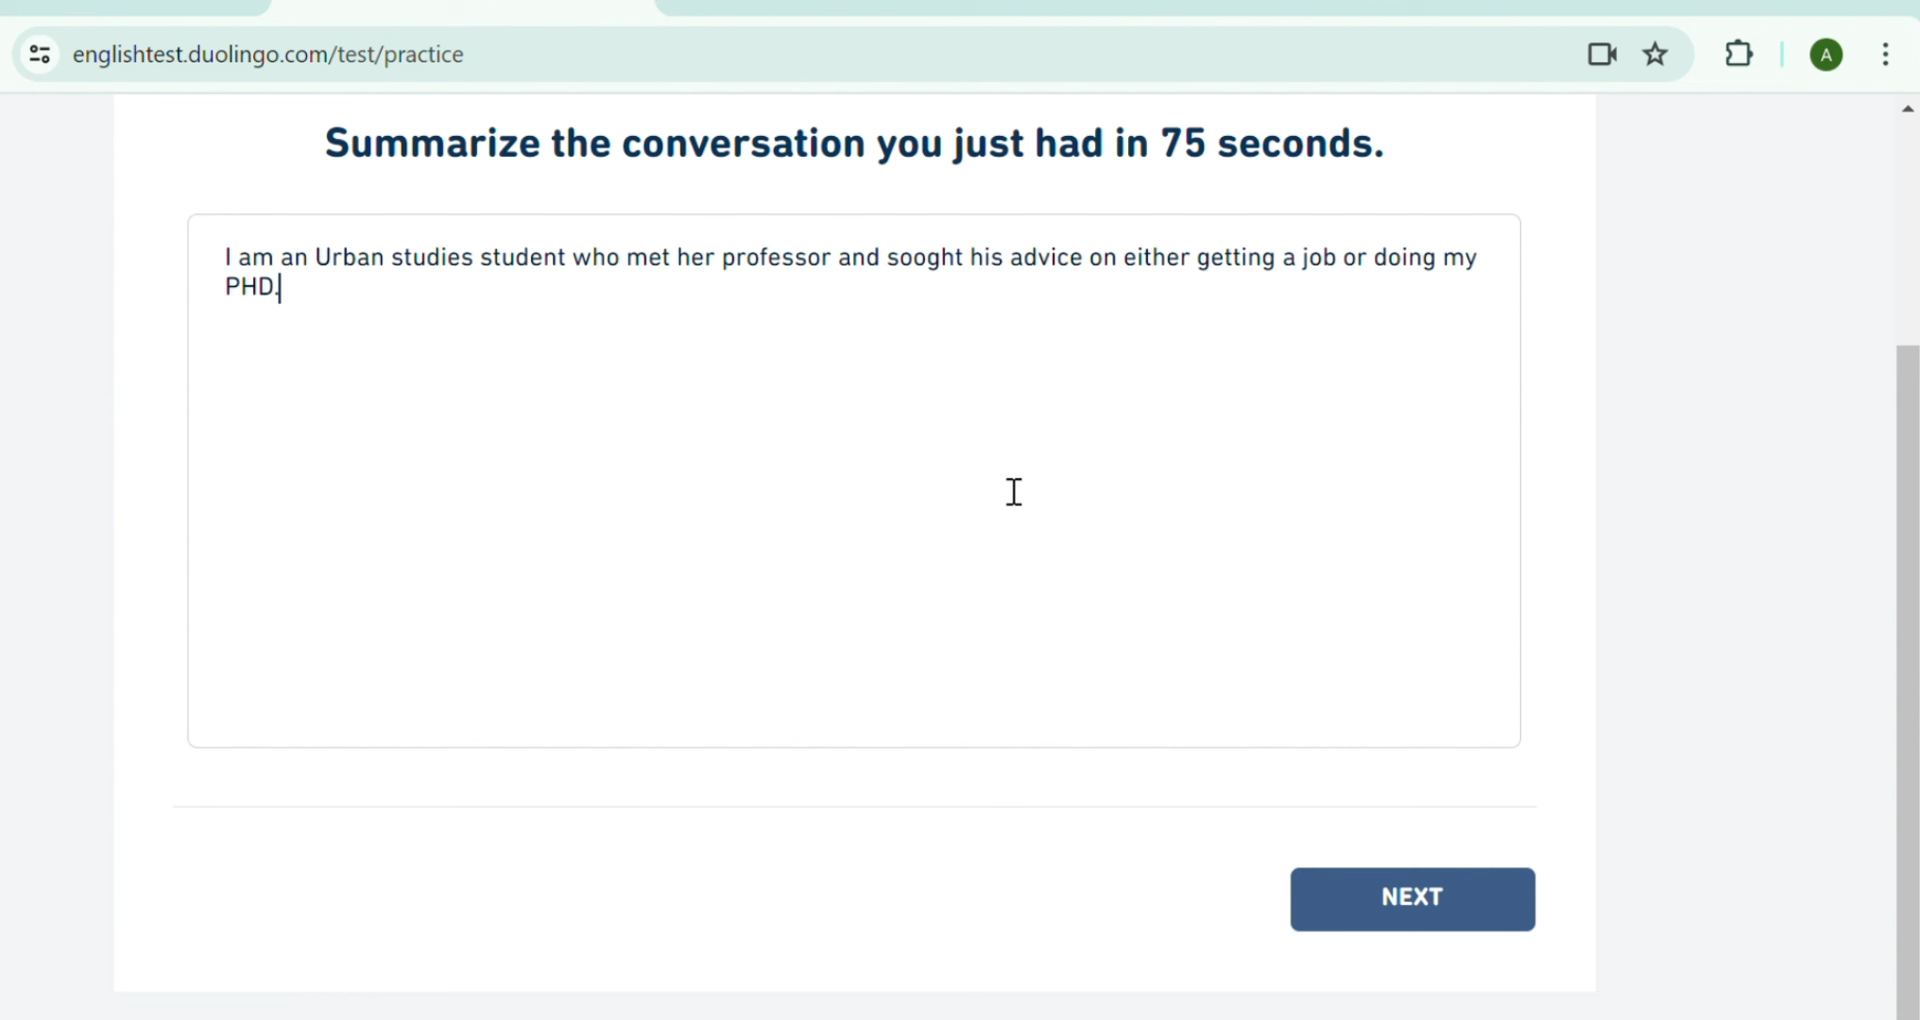 englishtest.duolingo.com/test/practice
A
Summarize the conversation you just had in 75 seconds.
I am an Urban studies student who met her professor and sooght his advice on either getting a job or doing my
PHD.
NEXT